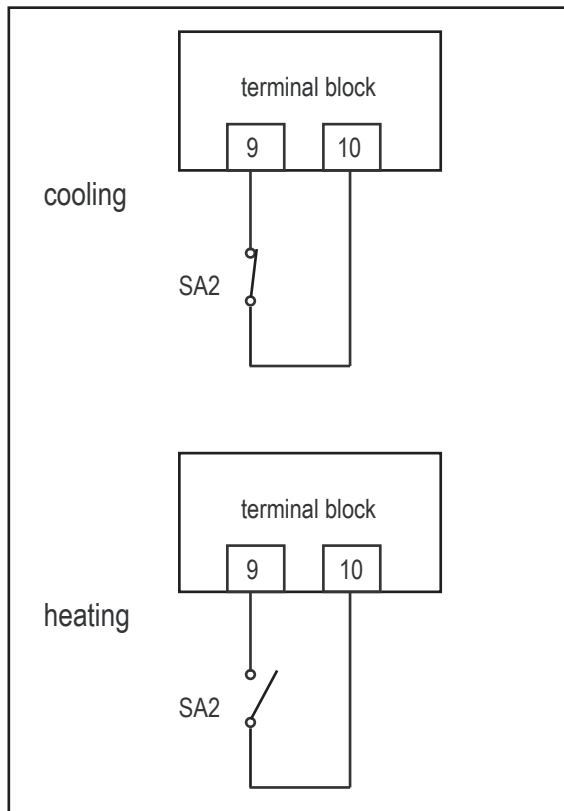 terminal block
9 10
cooling
SA2
terminal block
9 10
heating
SA2